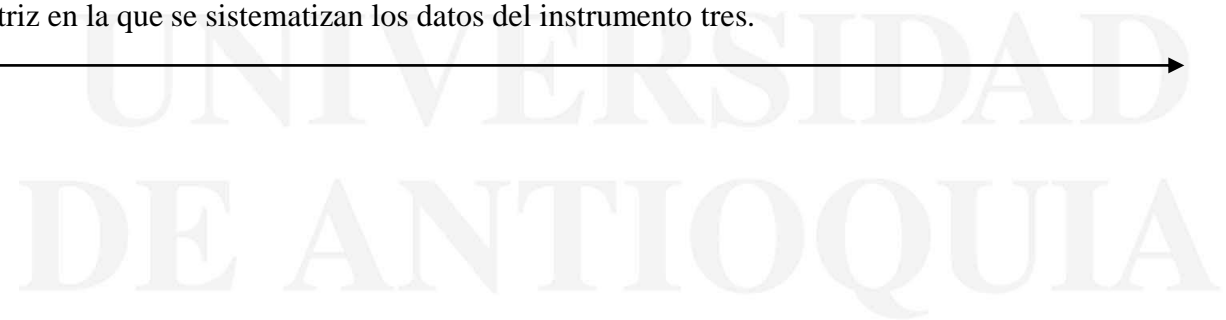 triz en la que se sistematizan los datos del instrumento tres.
UNIVERSIDAD
DE ANTIOQUIA